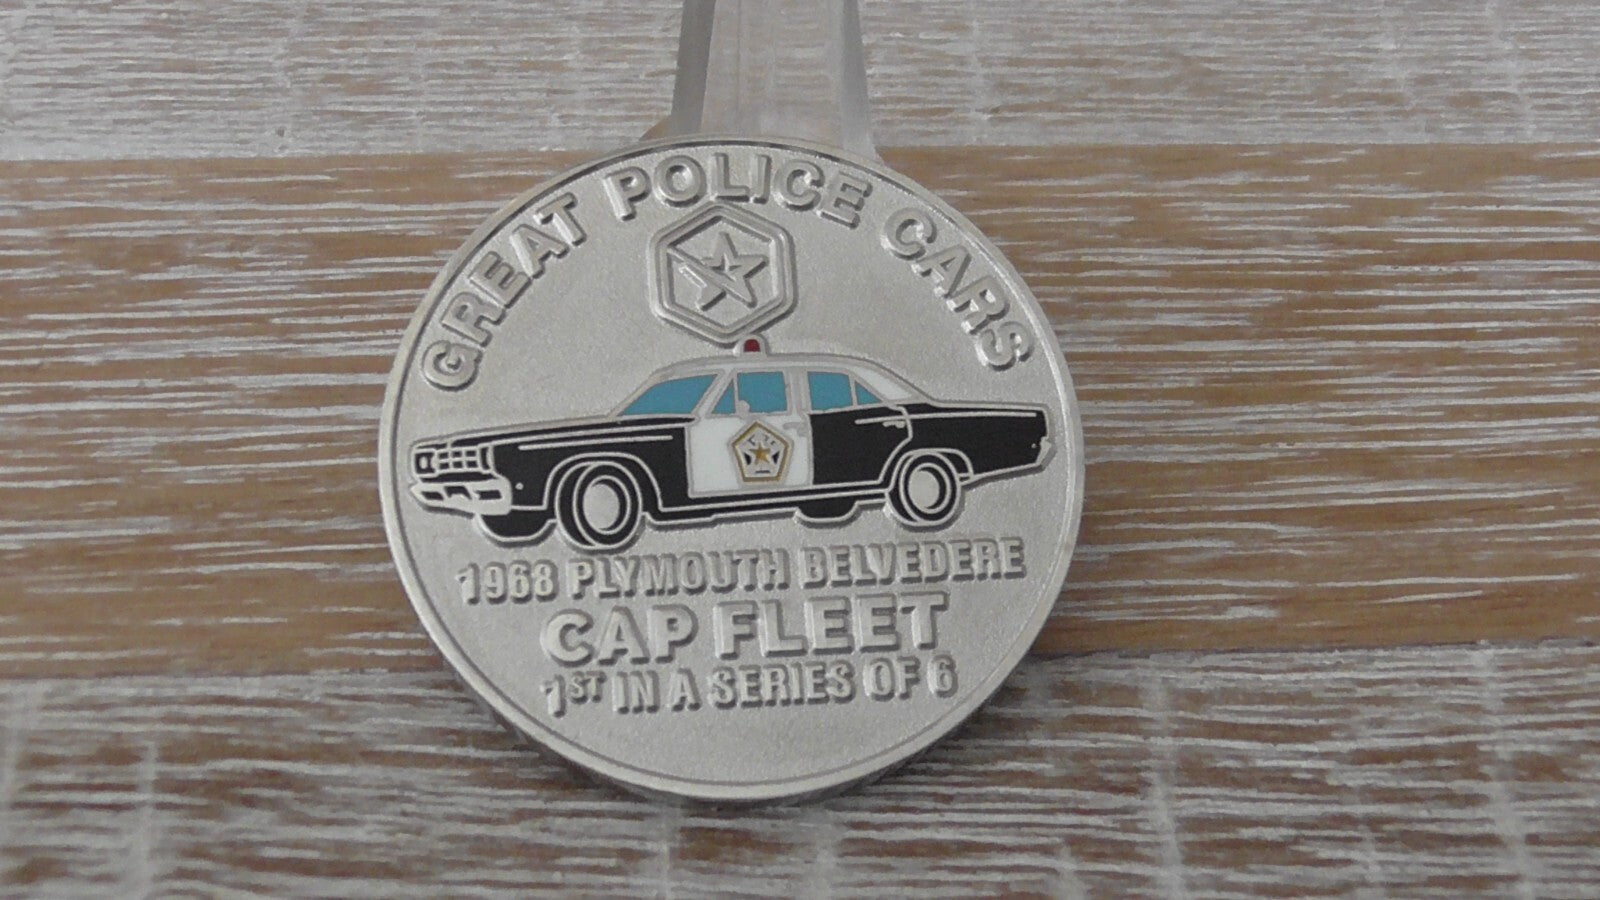 GREAT POLICE CARS
1968 PLYMOUTH BELVEDERE
CAP FLEET
1ST IN A SERIES OF 6